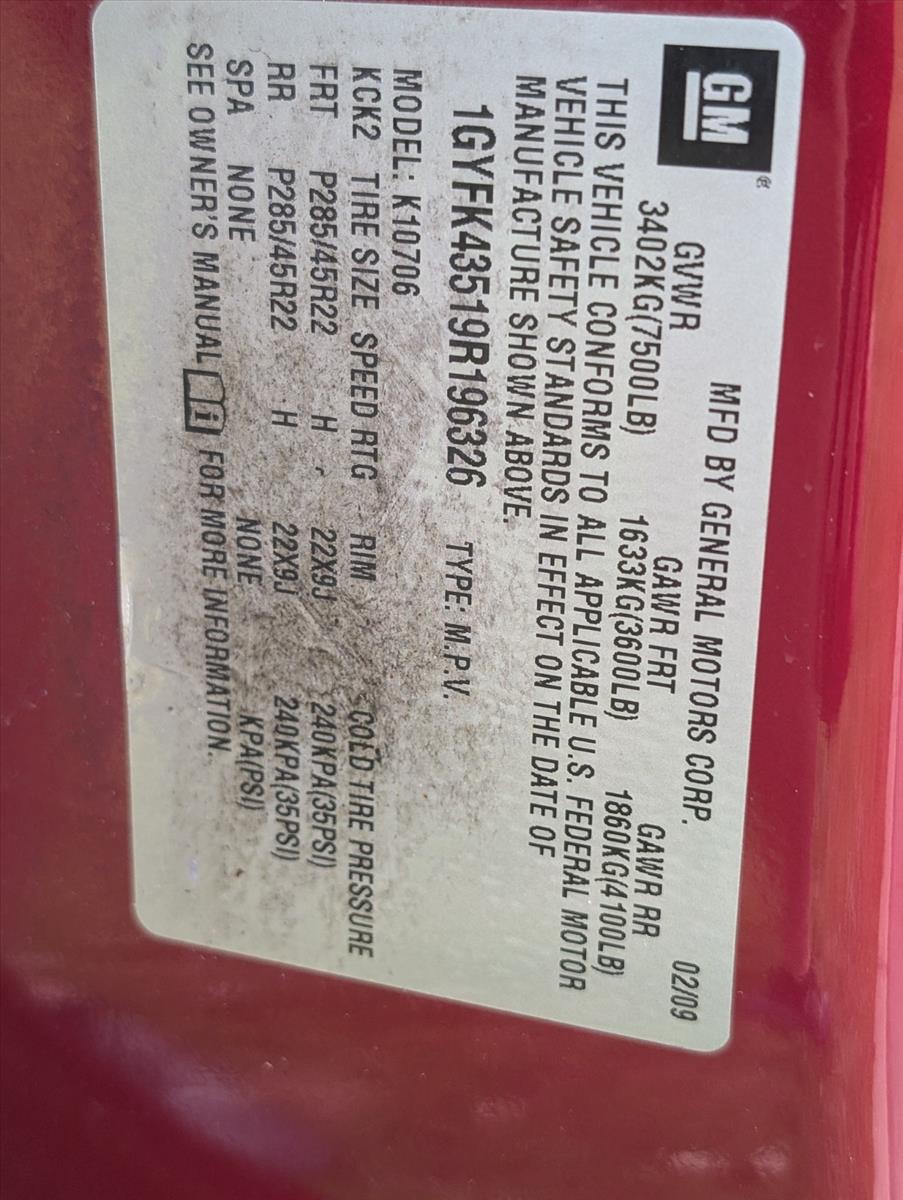 GM ®
MFD BY GENERAL MOTORS CORP. 02/09
GVWR GAWR FRT GAWR RR
3402KG(7500LB) 1633KG(3600LB) 1860KG(4100LB)
THIS VEHICLE CONFORMS TO ALL APPLICABLE U.S. FEDERAL MOTOR
VEHICLE SAFETY STANDARDS IN EFFECT ON THE DATE OF
MANUFACTURE SHOWN ABOVE.
1GYFK43519R196326 TYPE: M.P.V.
MODEL: K10706
KCK2 TIRE SIZE SPEED RTG RIM COLD TIRE PRESSURE
FRT P285/45R22 H 22X9J 240KPA(35PSI)
RR P285/45R22 H 22X9J 240KPA(35PSI)
SPA NONE NONE KPA(PSI)
SEE OWNER'S MANUAL i FOR MORE INFORMATION.